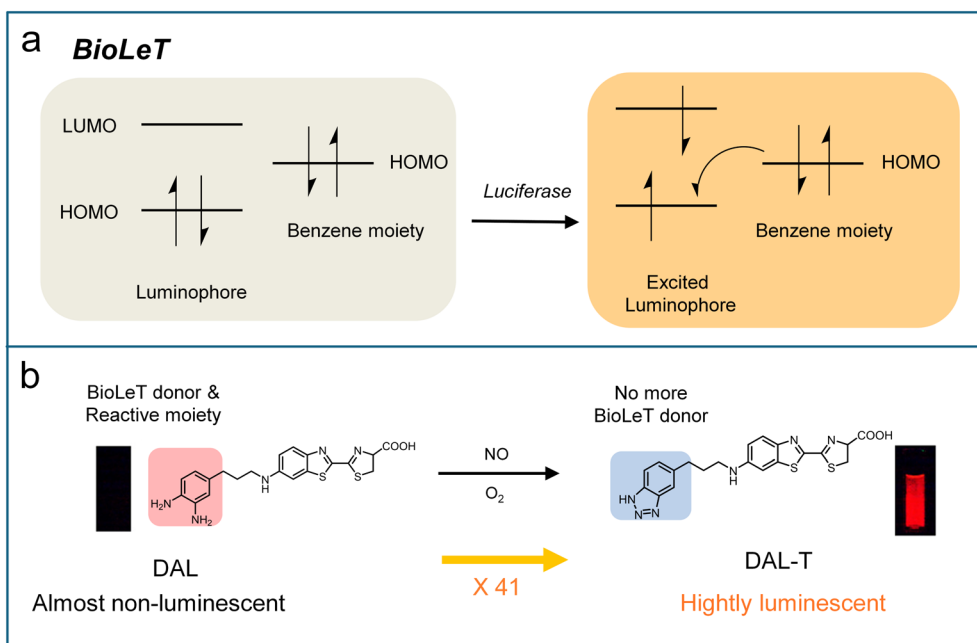 a
BioLeT
LUMO
HOMO
HOMO
Benzene moiety
Luminophore
Luciferase
HOMO
Benzene moiety
Excited
Luminophore
b
BioLeT donor &
Reactive moiety
H2N
NH2
N
H
N
S
N
S
COOH
DAL
Almost non-luminescent
NO
O2
X 41
No more
BioLeT donor
HN
N
N
N
H
N
S
N
S
COOH
DAL-T
Hightly luminescent